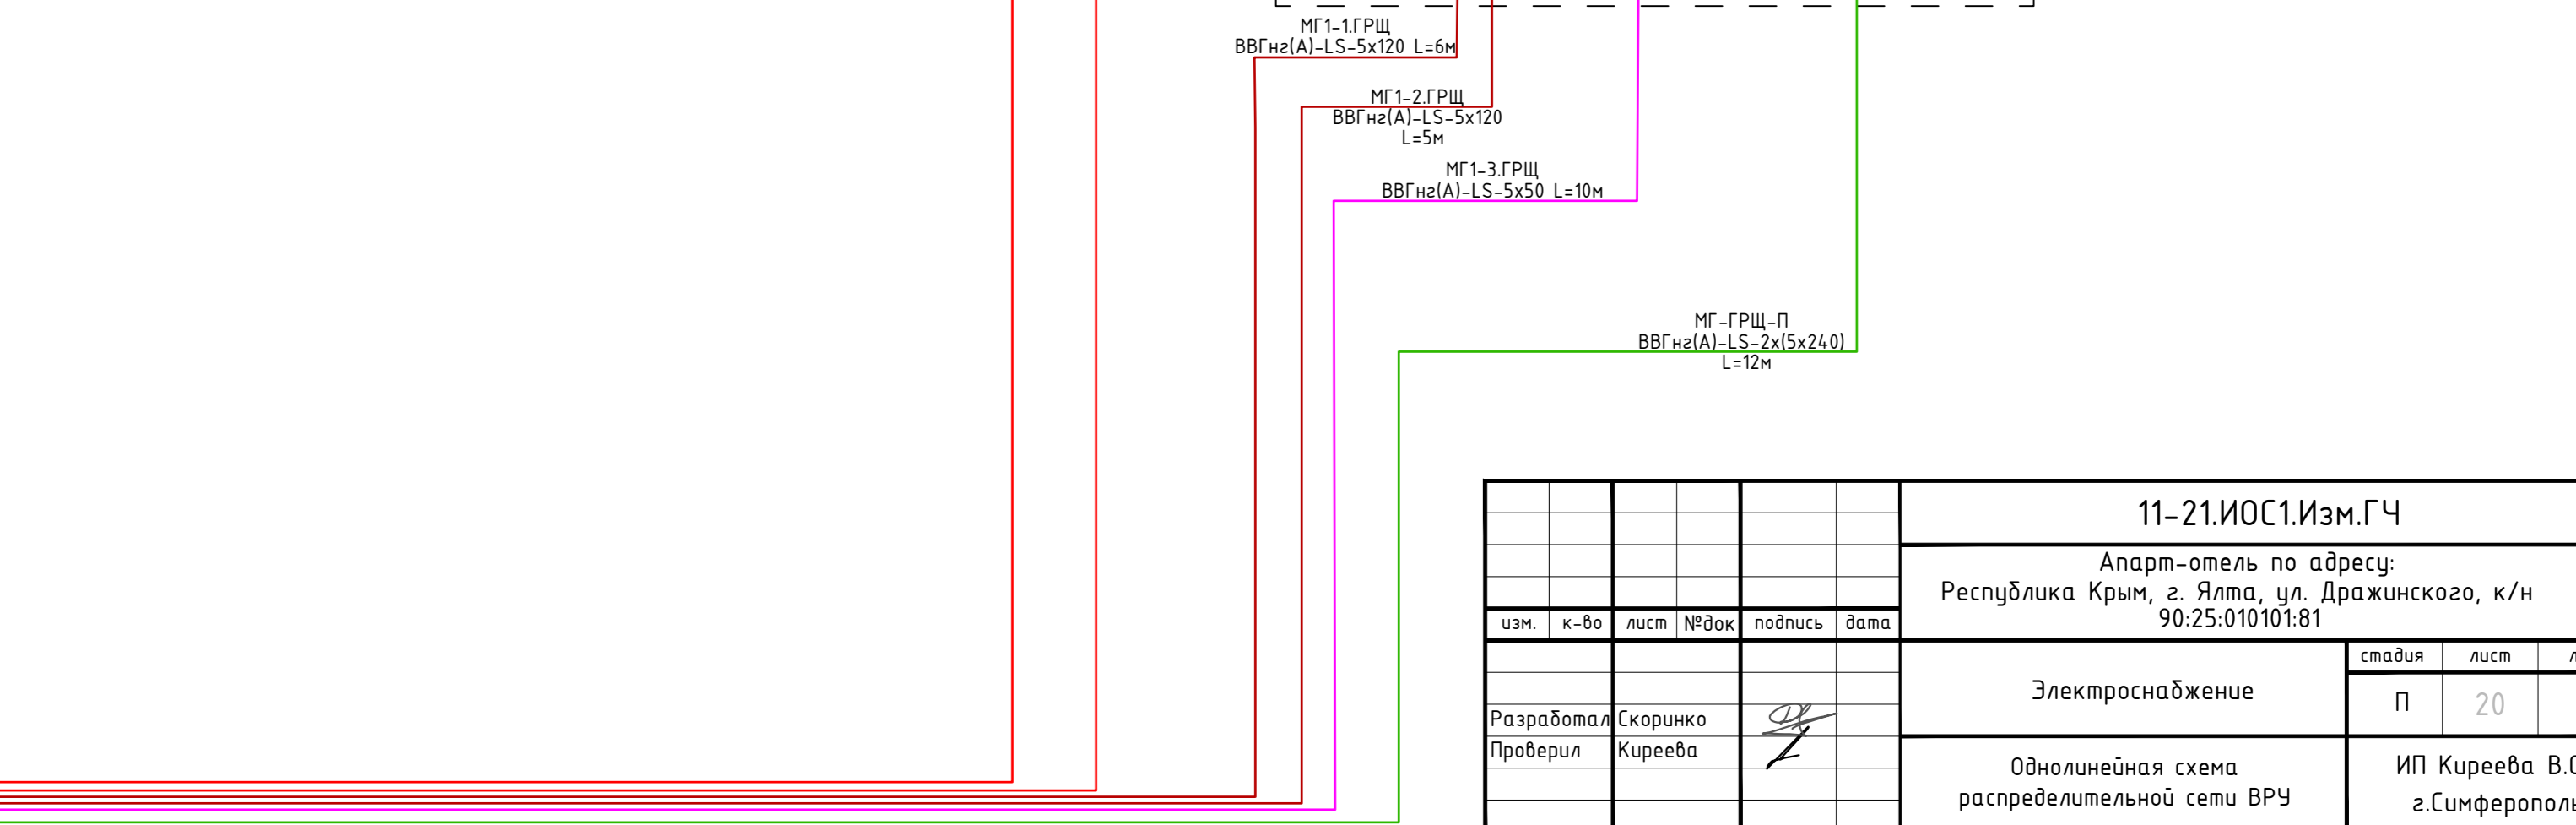 МГ1-1.ГРЩ
ВВГнг(А)-LS-5х120 L=6м
МГ1-2.ГРЩ
ВВГнг(А)-LS-5х120
L=5м
МГ1-3.ГРЩ
ВВГнг(А)-LS-5х50 L=10м
МГ-ГРЩ-П
ВВГнг(А)-LS-2х(5х240)
L=12м
11-21.ИОС1.Изм.ГЧ
Апарт-отель по адресу:
Республика Крым, г. Ялта, ул. Дражинского, к/н
90:25:010101:81
изм. к-во лист №док подпись дата
стадия лист
Электроснабжение
П 20
Разработал Скоринко
Проверил Киреева
Однолинейная схема
распределительной сети ВРУ
ИП Киреева В.
г.Симферополь